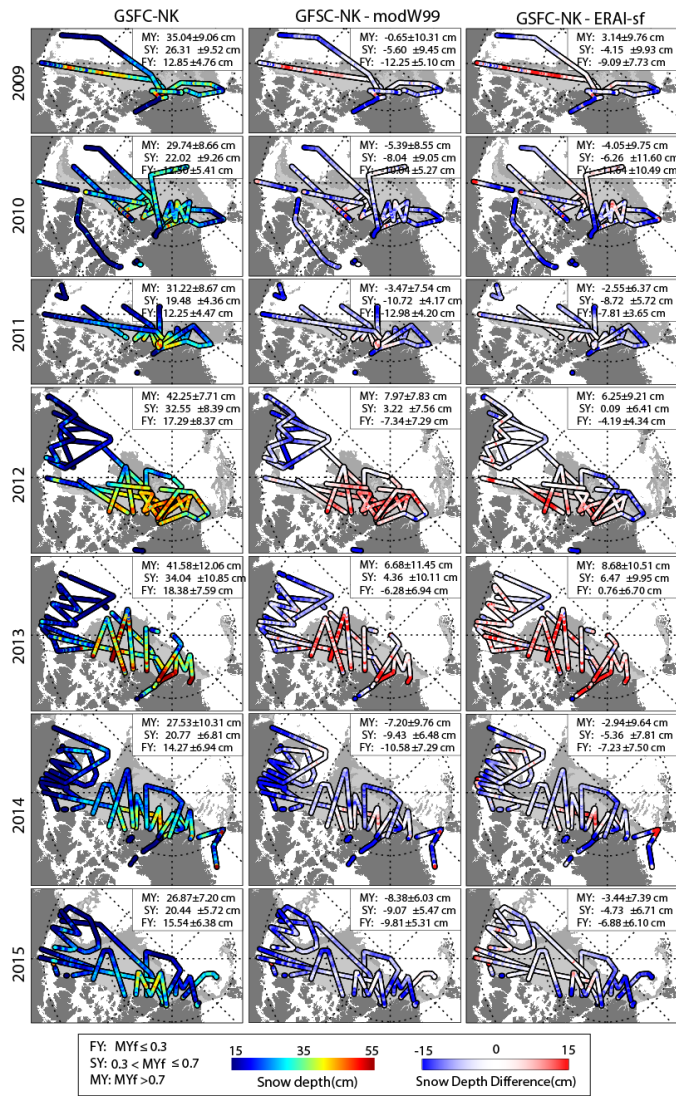 GSFC-NK
GFSC-NK - modW99
GSFC-NK - ERAI-sf
2009
MY: 35.04±9.06 cm
SY: 26.31 ±9.52 cm
FY: 12.85±4.76 cm
MY: -0.65±10.31 cm
SY: -5.60 ±9.45 cm
FY: -12.25±5.10 cm
MY: 3.14±9.76 cm
SY: -4.15 ±9.93 cm
FY: -9.09±7.73 cm
2010
MY: 29.74±8.66 cm
SY: 22.02 ±9.26 cm
±5.41 cm
MY: -5.39±8.55 cm
SY: -8.04 ±9.05 cm
±5.27 cm
MY: -4.05±9.75 cm
SY: -6.26 ±11.60 cm
±10.49 cm
2011
MY: 31.22±8.67 cm
SY: 19.48 ±4.36 cm
FY: 12.25±4.47 cm
MY: -3.47±7.54 cm
SY: -10.72 ±4.17 cm
FY: 12.98±4.20 cm
MY: -2.55±6.37 cm
SY: -8.72 ±5.72 cm
FY: 7.81±3.65 cm
2012
MY: 42.25±7.71 cm
SY: 32.55 ±8.39 cm
FY: 17.29±8.37 cm
MY: 7.97±7.83 cm
SY: 3.22 ±7.56 cm
FY: -7.34±7.29 cm
MY: 6.25±9.21 cm
SY: 0.09 ±6.41 cm
FY: -4.19±4.34 cm
2013
MY: 41.58±12.06 cm
SY: 34.04 ±10.85 cm
FY: 18.38±7.59 cm
MY: 6.68±11.45 cm
SY: 4.36 ±10.11 cm
FY: -6.28±6.94 cm
MY: 8.68±10.51 cm
SY: 6.47 ±9.95 cm
FY: 0.76±6.70 cm
2014
MY: 27.53±10.31 cm
SY: 20.77 ±6.81 cm
FY: 14.27±6.94 cm
MY: -7.20±9.76 cm
SY: -9.43 ±6.48 cm
FY: -10.58±7.29 cm
MY: -2.94±9.64 cm
SY: -5.36 ±7.81 cm
FY: -7.23±7.50 cm
2015
MY: 26.87±7.20 cm
SY: 20.44 ±5.72 cm
FY: 15.54±6.38 cm
MY: -8.38±6.03 cm
SY: -9.07 ±5.47 cm
FY: -9.81±5.31 cm
MY: -3.44±7.39 cm
SY: -4.73 ±6.71 cm
FY: -6.88±6.10 cm
FY: MYf ≤ 0.3
SY: 0.3 < MYf ≤ 0.7
MY: MYf >0.7
15 35 55
Snow depth(cm)
-15 0 15
Snow Depth Difference(cm)